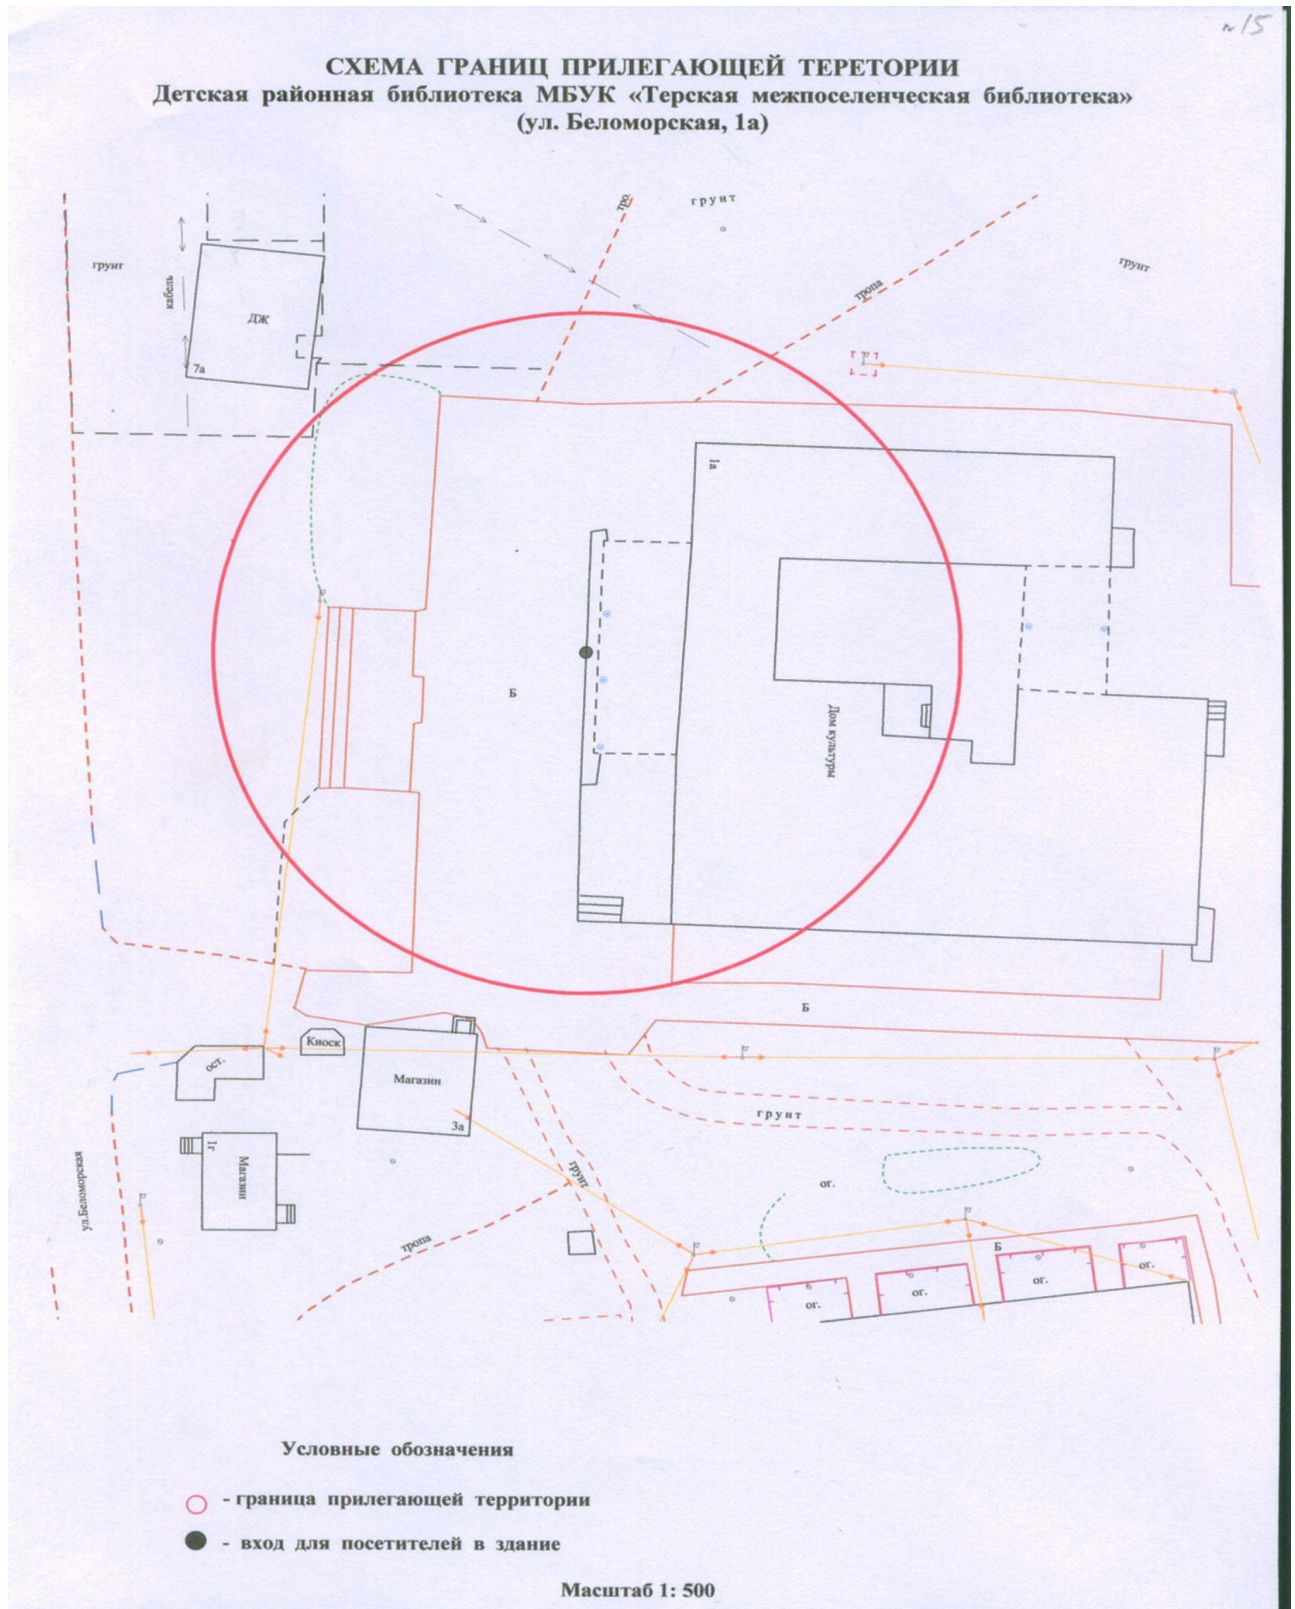 №15
СХЕМА ГРАНИЦ ПРИЛЕГАЮЩЕЙ ТЕРЕТОРИИ
Детская районная библиотека МБУК «Терская межпоселенческая библиотека»
(ул. Беломорская, 1а)
тро.
грунт
грунт
грунт
кабель
тропа
ДЖ
7а
1а
Б
Дом культуры
Б
Киоск
ост.
Магазин
3а
грунт
1г
Магазин
ул.Беломорская
грунт
ог.
тропа
Б
ог.
ог.
ог.
ог.
Условные обозначения
- граница прилегающей территории
- вход для посетителей в здание
Масштаб 1: 500